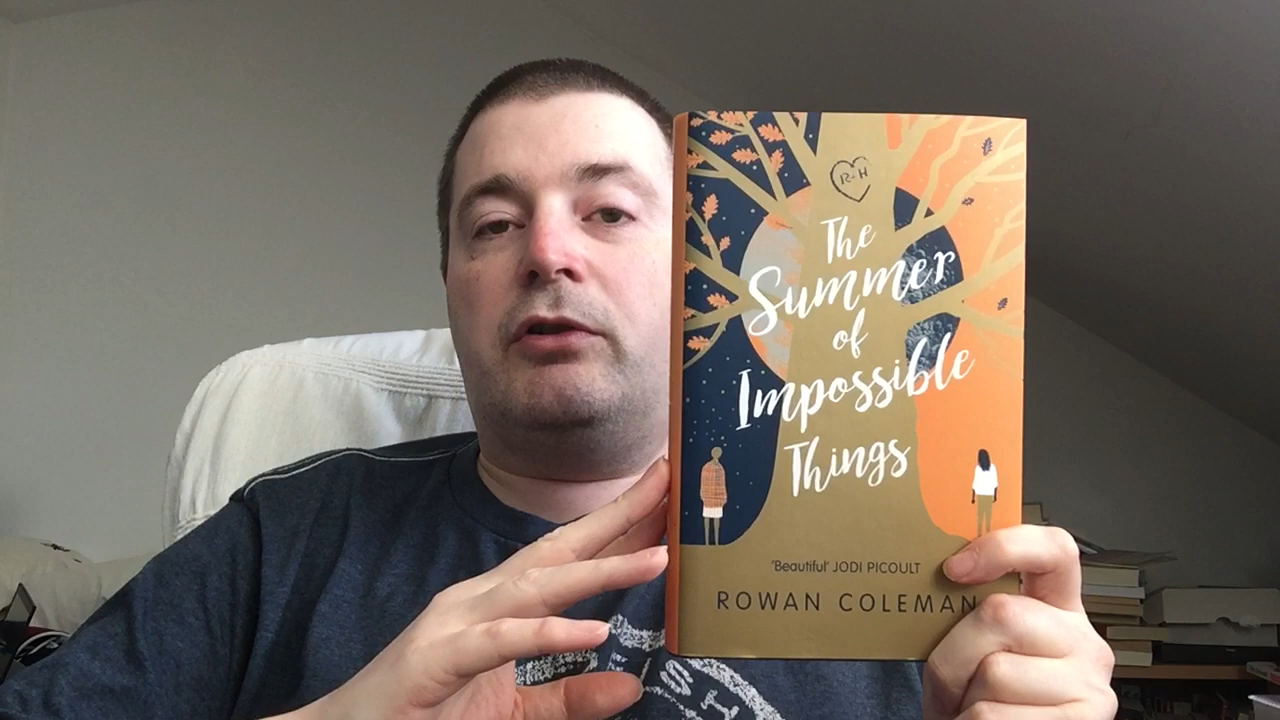 R+H
The
Summer
of
Impossible
Things
'Beautiful' JODI PICOULT
ROWAN COLEMAN